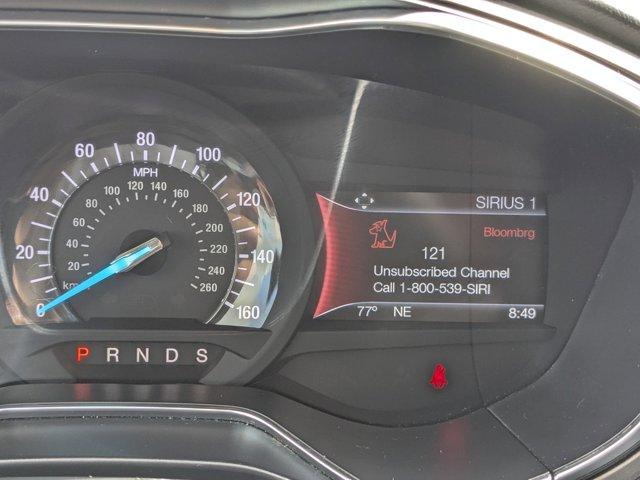 0
20
40
60
80
100
120
140
160
MPH
20
40
60
80
100
120
140
160
180
200
220
240
260
km
P R N D S
SIRIUS 1
Bloombrg
121
Unsubscribed Channel
Call 1-800-539-SIRI
77° NE 8:49